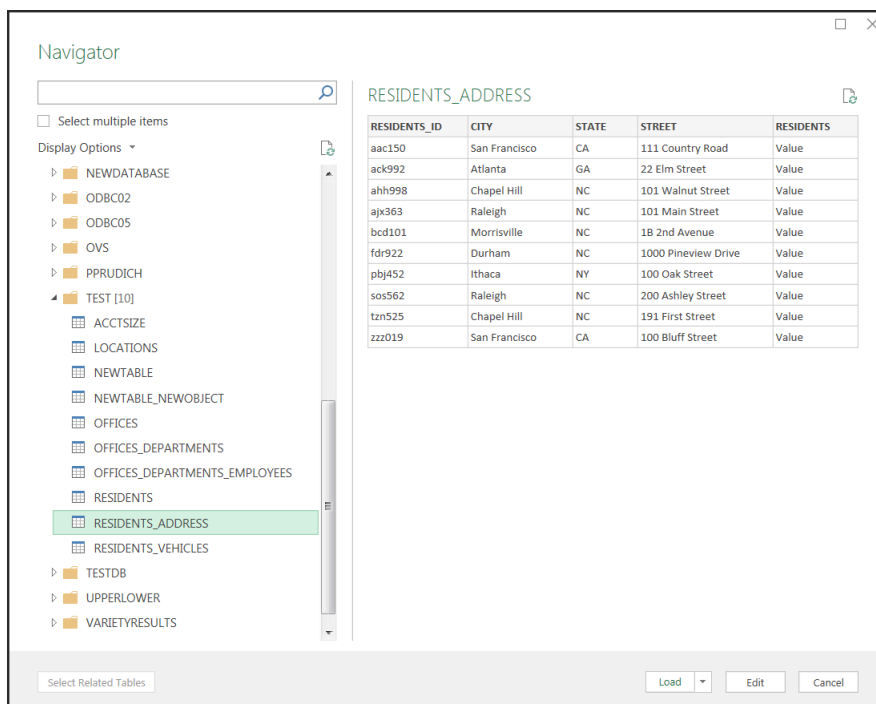 Navigator
Select multiple items
Display Options
NEWDATABASE
ODBC02
ODBC05
OVS
PPRUDICH
TEST [10]
ACCTSIZE
LOCATIONS
NEWTABLE
NEWTABLE_NEWOBJECT
OFFICES
OFFICES_DEPARTMENTS
OFFICES_DEPARTMENTS_EMPLOYEES
RESIDENTS
RESIDENTS_ADDRESS
RESIDENTS_VEHICLES
TESTDB
UPPERLOWER
VARIETYRESULTS
RESIDENTS_ADDRESS
RESIDENTS_ID CITY STATE STREET RESIDENTS
aac150 San Francisco CA 111 Country Road Value
ack992 Atlanta GA 22 Elm Street Value
ahh998 Chapel Hill NC 101 Walnut Street Value
ajx363 Raleigh NC 101 Main Street Value
bcd101 Morrisville NC 1B 2nd Avenue Value
fdr922 Durham NC 1000 Pineview Drive Value
pbj452 Ithaca NY 100 Oak Street Value
sos562 Raleigh NC 200 Ashley Street Value
tzn525 Chapel Hill NC 191 First Street Value
zzz019 San Francisco CA 100 Bluff Street Value
Select Related Tables
Load Edit Cancel